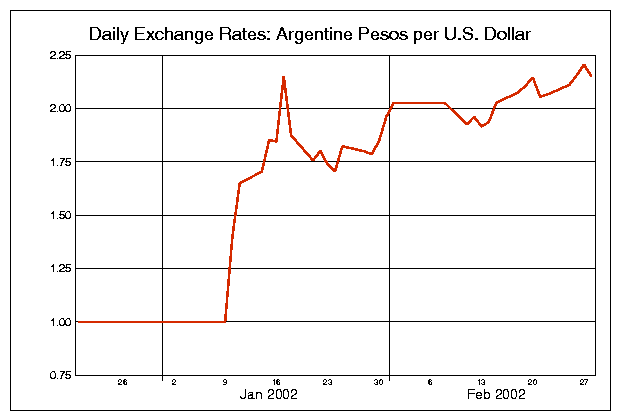 Daily Exchange Rates: Argentine Pesos per U.S. Dollar
2.25
2.00
1.75
1.50
1.25
1.00
0.75
26 2 9 16 23 30 6 13 20 27
Jan 2002 Feb 2002